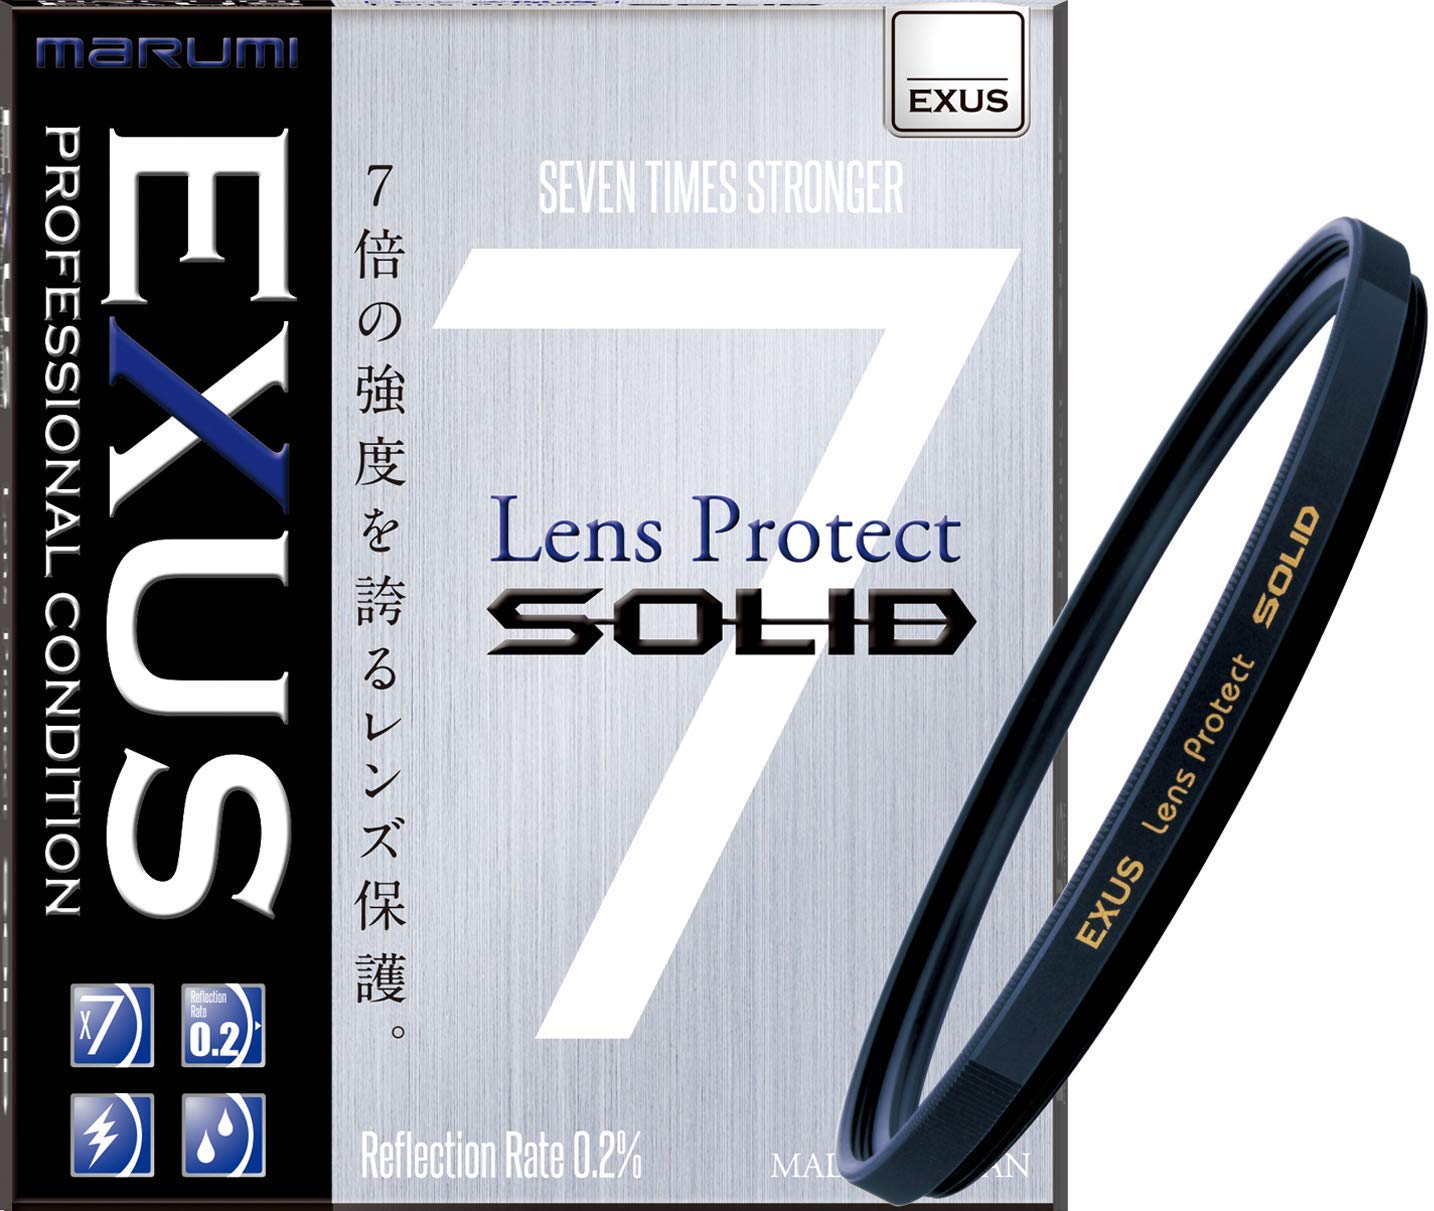 marumi
EXUS
PROFESSIONAL CONDITION
x7
Reflection
Rate
0.2
EXUS
SEVEN TIMES STRONGER
7
7倍の強度を誇るレンズ保護。
Lens Protect
SOLID
Reflection Rate 0.2%
EXUS Lens Protect SOLID